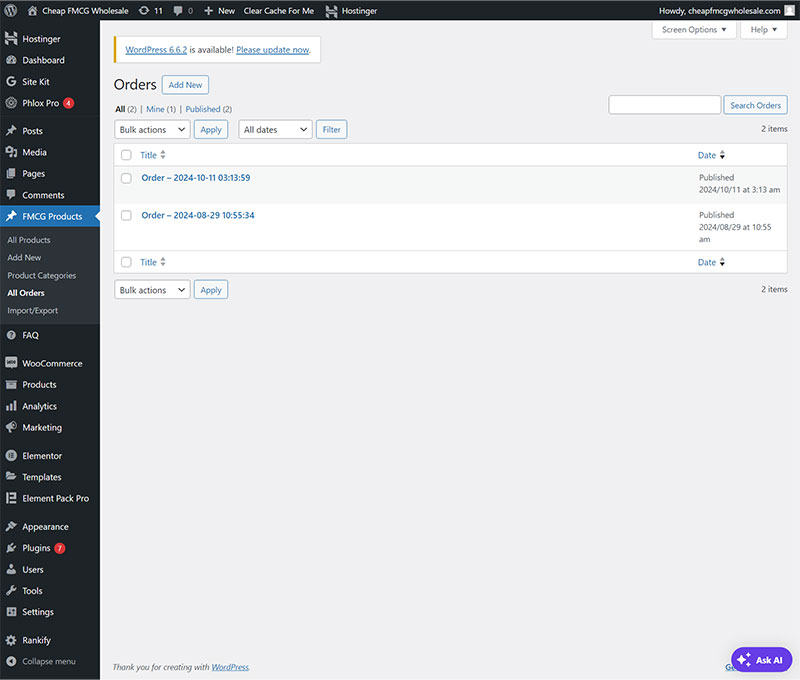 Cheap FMCG Wholesale 11 0 New Clear Cache For Me Hostinger Howdy, cheapfmcgwholesale.com
Screen Options Help
Hostinger
Dashboard
Site Kit
Phlox Pro 4
Posts
Media
Pages
Comments
FMCG Products
All Products
Add New
Product Categories
All Orders
Import/Export
FAQ
WooCommerce
Products
Analytics
Marketing
Elementor
Templates
Element Pack Pro
Appearance
Plugins 7
Users
Tools
Settings
Rankify
Collapse menu
WordPress 6.6.2 is available! Please update now.
Orders Add New
All (2) | Mine (1) | Published (2)
Search Orders
Bulk actions Apply All dates Filter
2 items
Title Date
Order – 2024-10-11 03:13:59
Published
2024/10/11 at 3:13 am
Order – 2024-08-29 10:55:34
Published
2024/08/29 at 10:55
am
Title Date
Bulk actions Apply
2 items
Thank you for creating with WordPress.
Ask AI